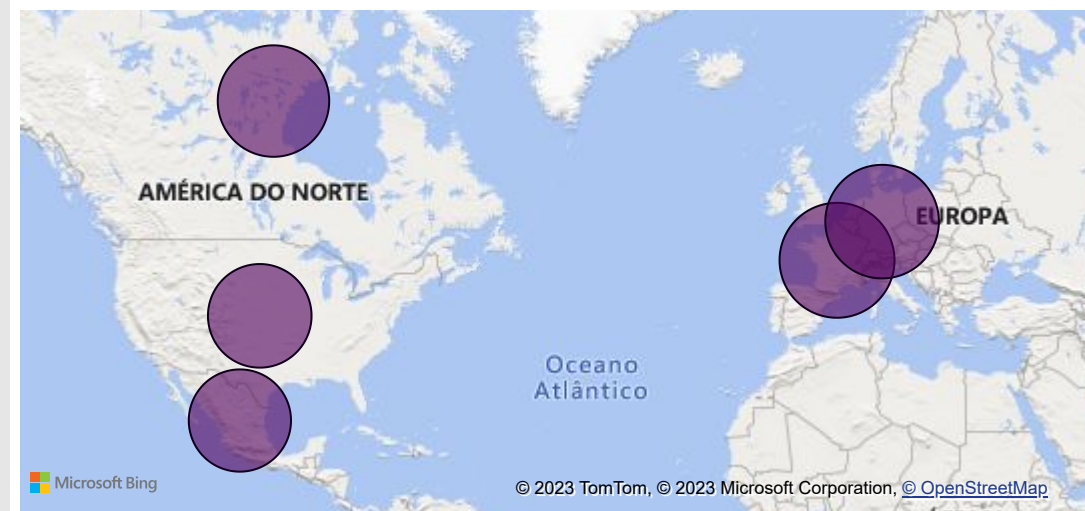 AMÉRICA DO NORTE
EUROPA
Oceano
Atlântico
Microsoft Bing
© 2023 TomTom, © 2023 Microsoft Corporation, © OpenStreetMap